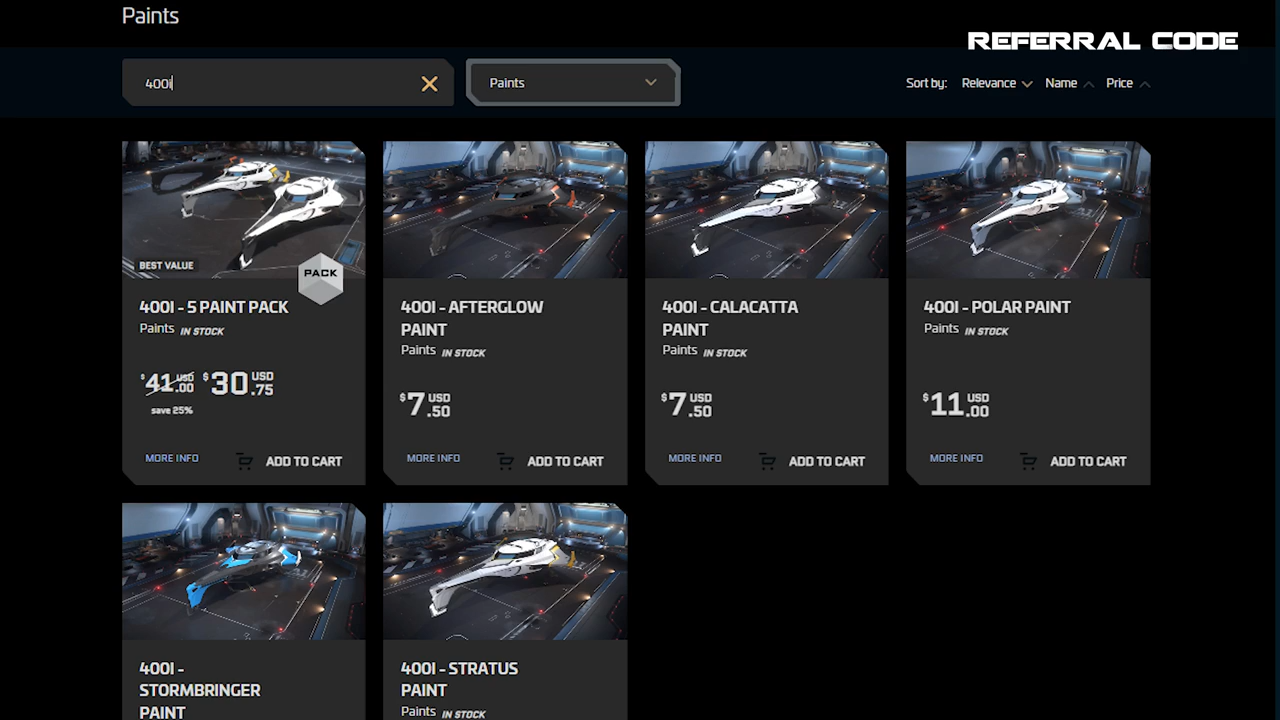 Paints
REFERRAL CODE
400i
Paints
Sort by: Relevance Name Price
BEST VALUE
PACK
400I - 5 PAINT PACK
Paints IN STOCK
$41.00 USD $30.75 USD
save 25%
MORE INFO ADD TO CART
400I - AFTERGLOW
PAINT
Paints IN STOCK
$7.50 USD
MORE INFO ADD TO CART
400I - CALACATTA
PAINT
Paints IN STOCK
$7.50 USD
MORE INFO ADD TO CART
400I - POLAR PAINT
Paints IN STOCK
$11.00 USD
MORE INFO ADD TO CART
400I -
STORMBRINGER
PAINT
400I - STRATUS
PAINT
Paints IN STOCK